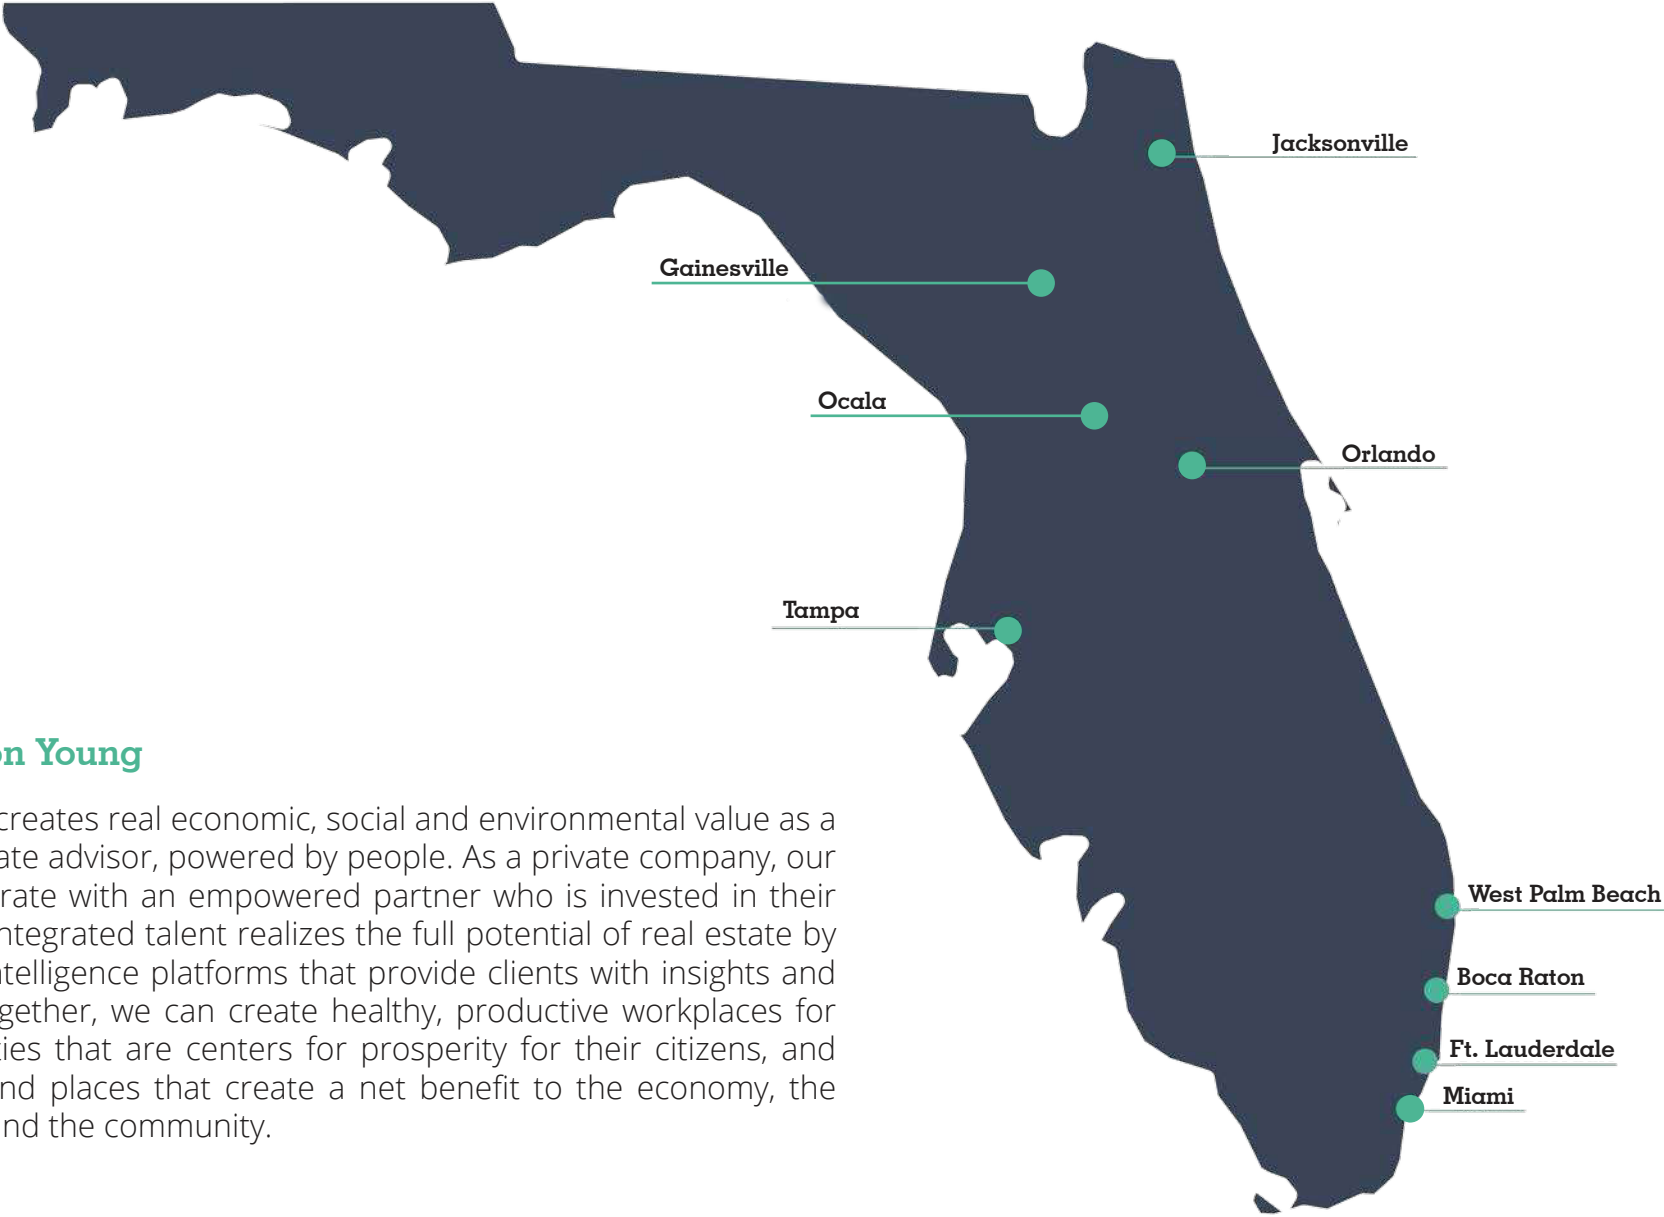 Jacksonville
Gainesville
Ocala
Orlando
Tampa
on Young
creates real economic, social and environmental value as a
ate advisor, powered by people. As a private company, our
rate with an empowered partner who is invested in their
ntegrated talent realizes the full potential of real estate by
ntelligence platforms that provide clients with insights and
gether, we can create healthy, productive workplaces for
ties that are centers for prosperity for their citizens, and
nd places that create a net benefit to the economy, the
nd the community.
West Palm Beach
Boca Raton
Ft. Lauderdale
Miami